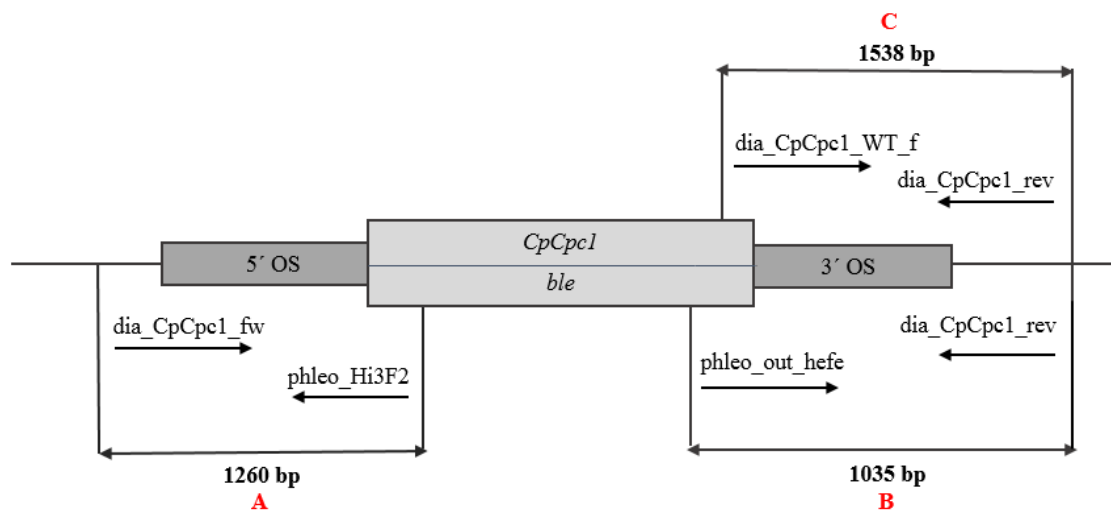 C
1538 bp
dia_CpCpc1_WT_f
dia_CpCpc1_rev
CpCpc1
5´ OS
3´ OS
ble
dia_CpCpc1_fw
dia_CpCpc1_rev
phleo_Hi3F2
phleo_out_hefe
1260 bp
1035 bp
A
B